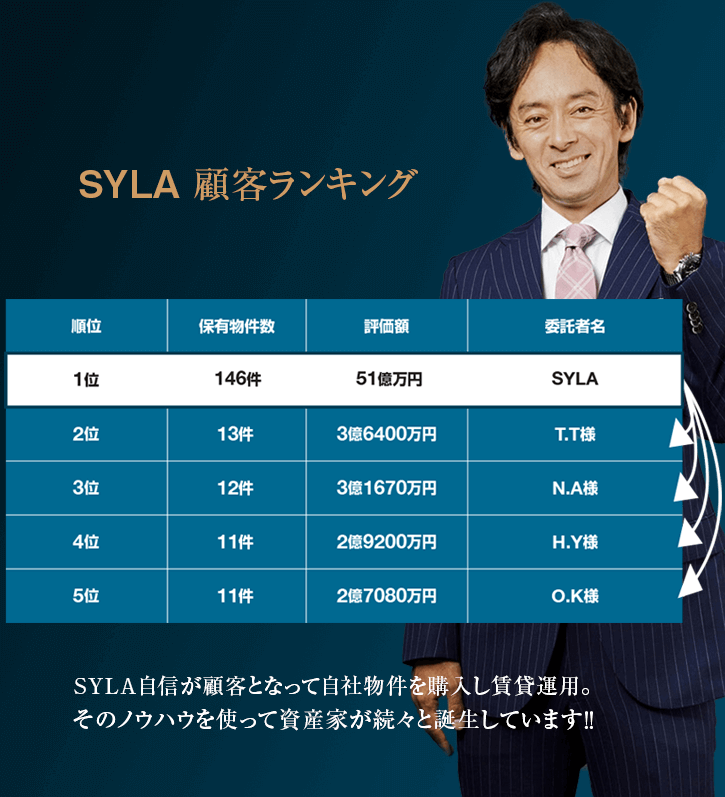 SYLA 顧客ランキング
順位 保有物件数 評価額 委託者名
1位 146件 51億万円 SYLA
2位 13件 3億6400万円 T.T様
3位 12件 3億1670万円 N.A様
4位 11件 2億9200万円 H.Y様
5位 11件 2億7080万円 O.K様
SYLA自信が顧客となって自社物件を購入し賃貸運用。
そのノウハウを使って資産家が続々と誕生しています!!